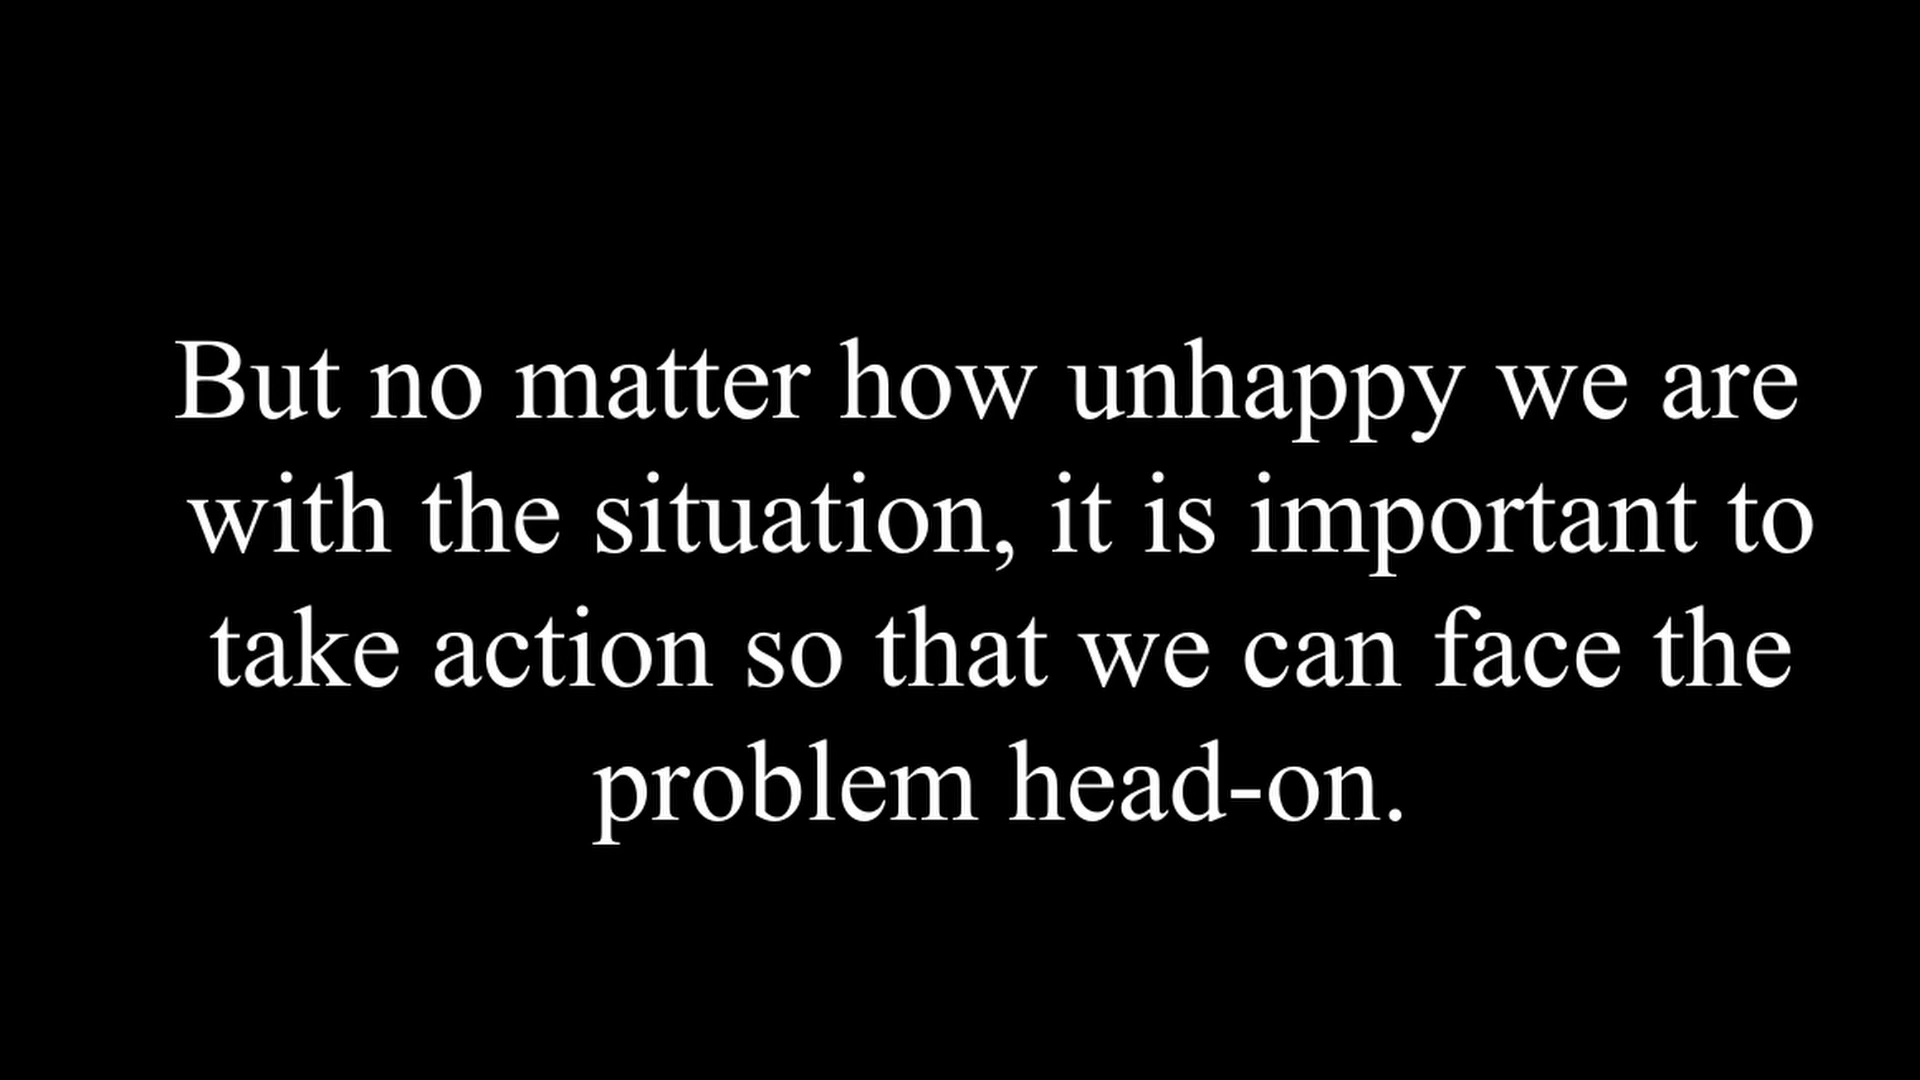 But no matter how unhappy we are
with the situation, it is important to
take action so that we can face the
problem head-on.